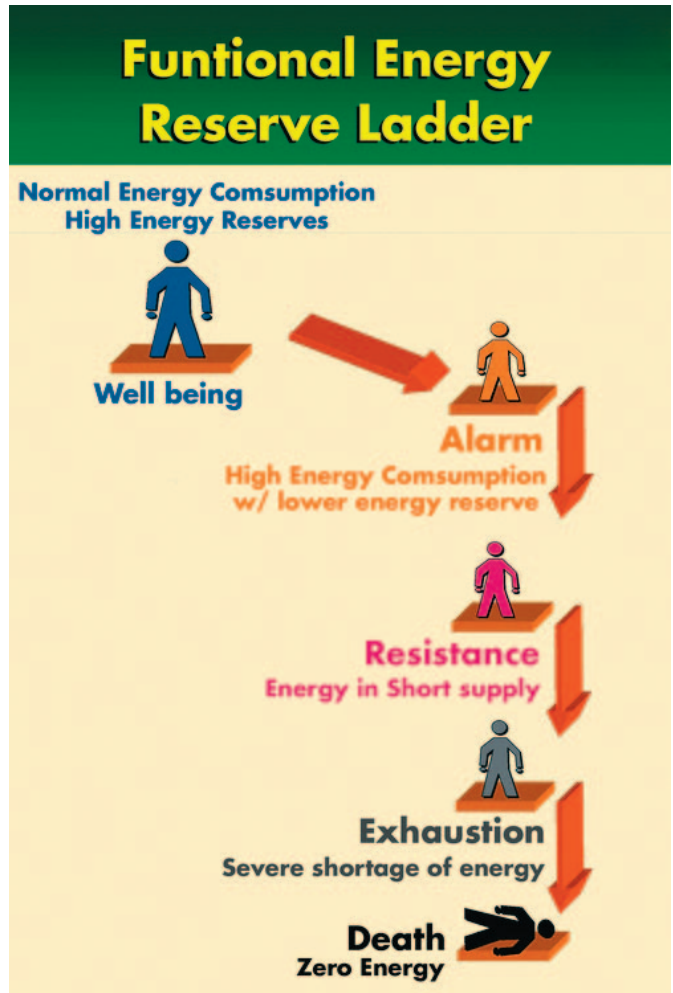 Funtional Energy
Reserve Ladder
Normal Energy Comsumption
High Energy Reserves
Well being
Alarm
High Energy Comsumption
w/ lower energy reserve
Resistance
Energy in Short supply
Exhaustion
Severe shortage of energy
Death
Zero Energy